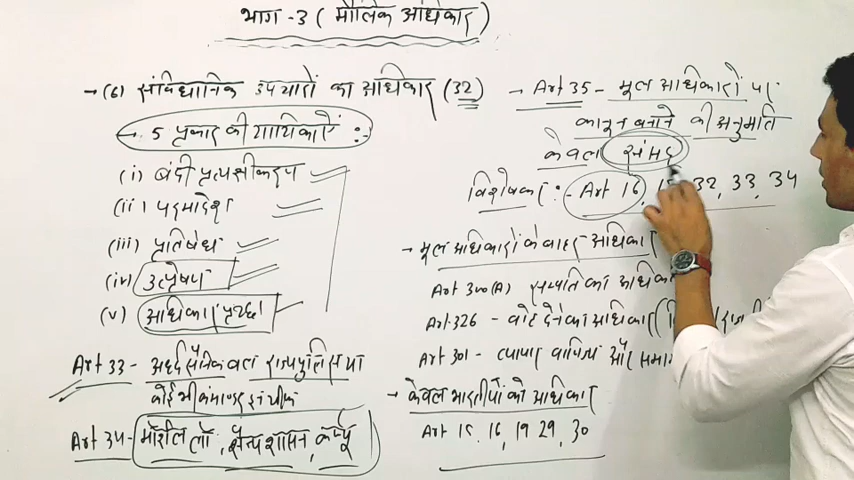 भाग -3 ( मौलिक अधिकार)
→ (6) संविधानिक उपचारों का अधिकार (32)
→ 5 प्रकार की याचिकाएँ :-
(i) बंदी प्रत्यक्षीकरण
(ii) परमादेश
(iii) प्रतिषेध
(iv) उत्प्रेषण
(v) अधिकार पृच्छा
Art 33 - अर्द्धसैनिक बल राज्य पुलिस या
कोई भी कमाण्डर
Art 34- मार्शल लॉ, सैन्य शासन, कर्फ्यू
→ Art 35 - मूल अधिकारों पर
कानून बनाने की अनुमति
केवल संसद
विशेषकर :- Art 16, 32, 33, 34
→ मूल अधिकारों के बाहर अधिकार
Art 300(A) सम्पत्ति का अधिकार
Art 326 - वोट देने का अधिकार
Art 301 - व्यापार वाणिज्य और
→ केवल भारतीयों को अधिकार
Art 15, 16, 19 29, 30